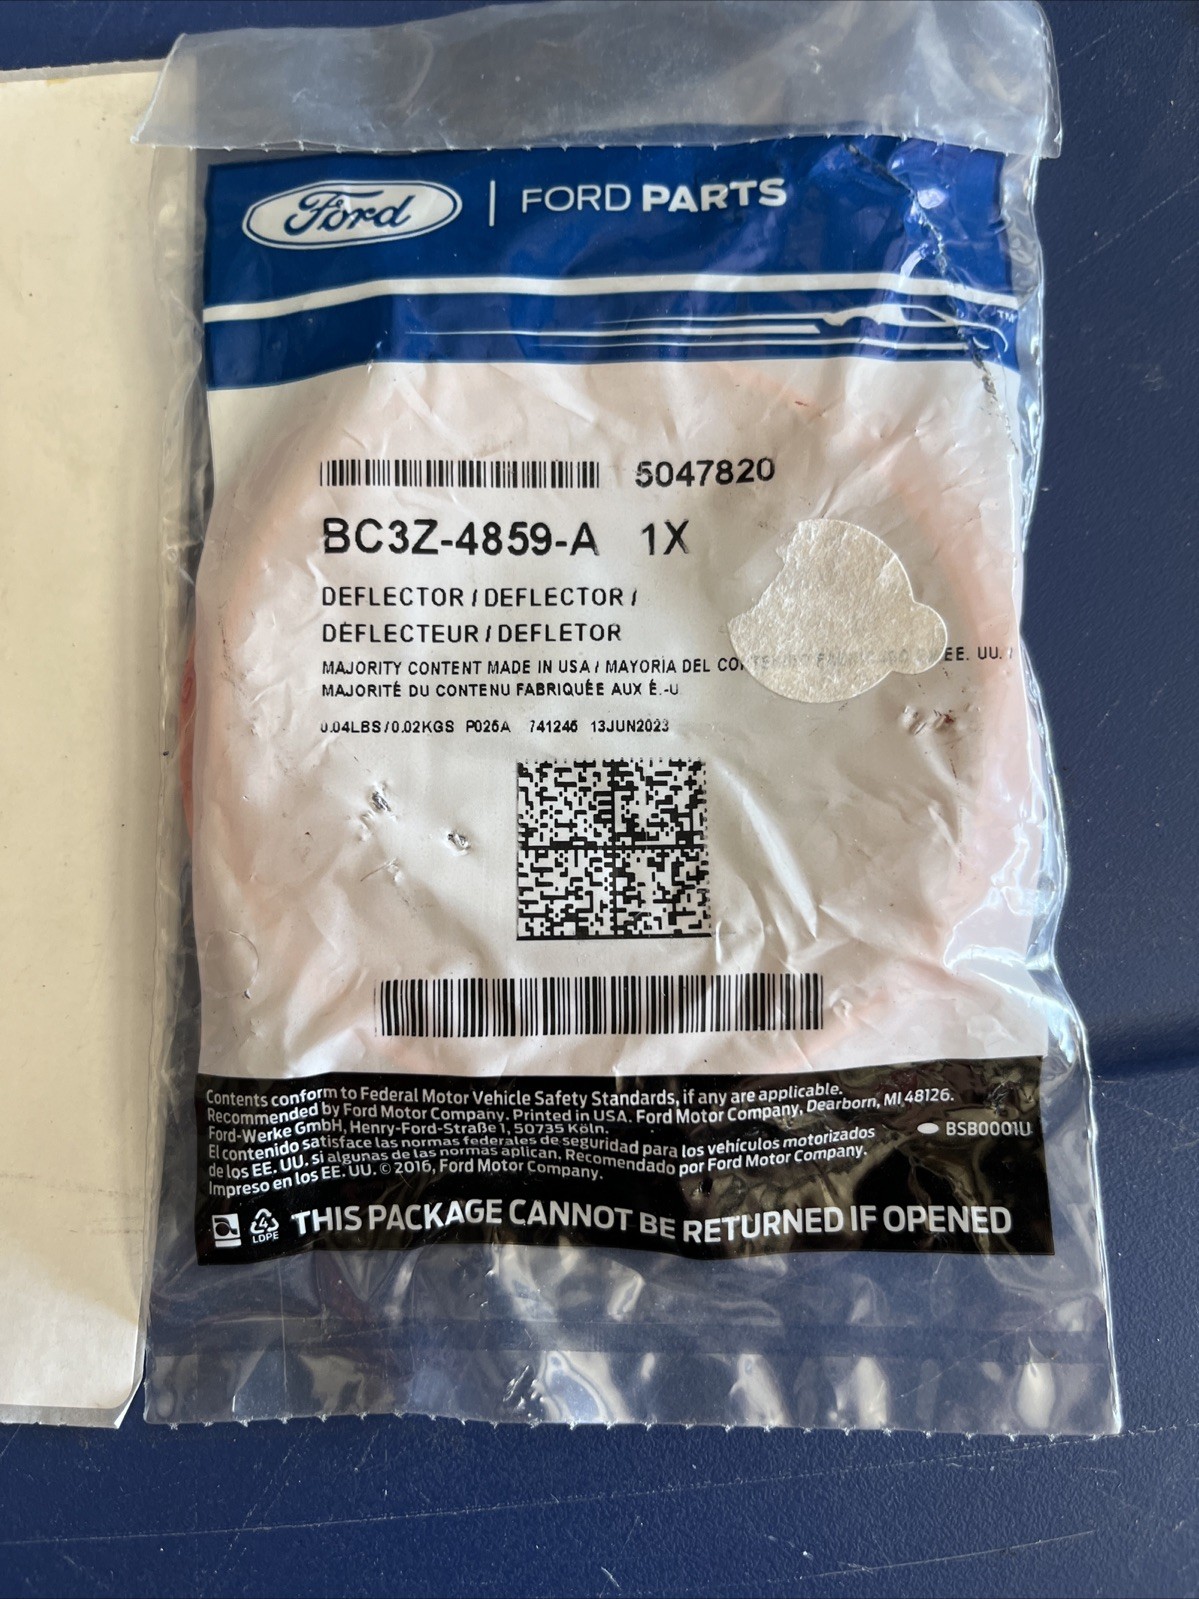 Ford | FORD PARTS
5047820
BC3Z-4859-A 1X
DEFLECTOR / DEFLECTOR /
DÉFLECTEUR / DEFLETOR
MAJORITY CONTENT MADE IN USA / MAYORÍA DEL EE. UU. /
MAJORITÉ DU CONTENU FABRIQUÉE AUX É.-U.
0.04LBS/0.02KGS P025A 741246 13JUN2023
Contents conform to Federal Motor Vehicle Safety Standards, if any are applicable.
Recommended by Ford Motor Company. Printed in USA. Ford Motor Company, Dearborn, MI 48126.
Ford-Werke GmbH, Henry-Ford-Straße 1, 50735 Köln.
BSB0001U
El contenido satisface las normas federales de seguridad para los vehículos motorizados
de los EE. UU. si algunas de las normas aplican. Recomendado por Ford Motor Company.
Impreso en los EE. UU. © 2016, Ford Motor Company.
4
LDPE
THIS PACKAGE CANNOT BE RETURNED IF OPENED